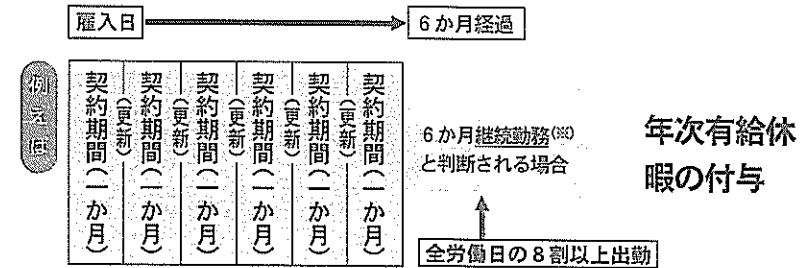 雇入日
6か月経過
例えば
契約期間(一か月)
(更新)
契約期間(一か月)
(更新)
契約期間(一か月)
(更新)
契約期間(一か月)
(更新)
契約期間(一か月)
(更新)
契約期間(一か月)
6か月継続勤務(※)
と判断される場合
年次有給休
暇の付与
全労働日の8割以上出勤